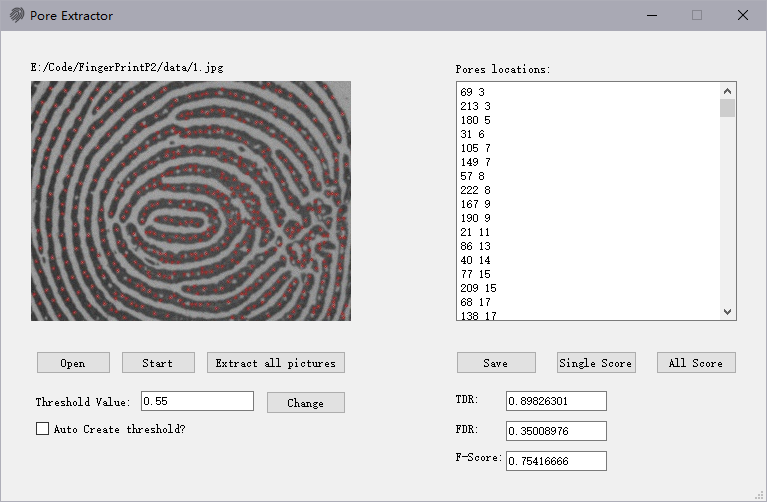 Pore Extractor
E:/Code/FingerPrintP2/data/1.jpg
Pores locations:
69 3
213 3
180 5
31 6
105 7
149 7
57 8
222 8
167 9
190 9
21 11
86 13
40 14
77 15
209 15
68 17
138 17
Open
Start
Extract all pictures
Save
Single Score
All Score
Threshold Value:
0.55
Change
Auto Create threshold?
TDR:
0.89826301
FDR:
0.35008976
F-Score:
0.75416666